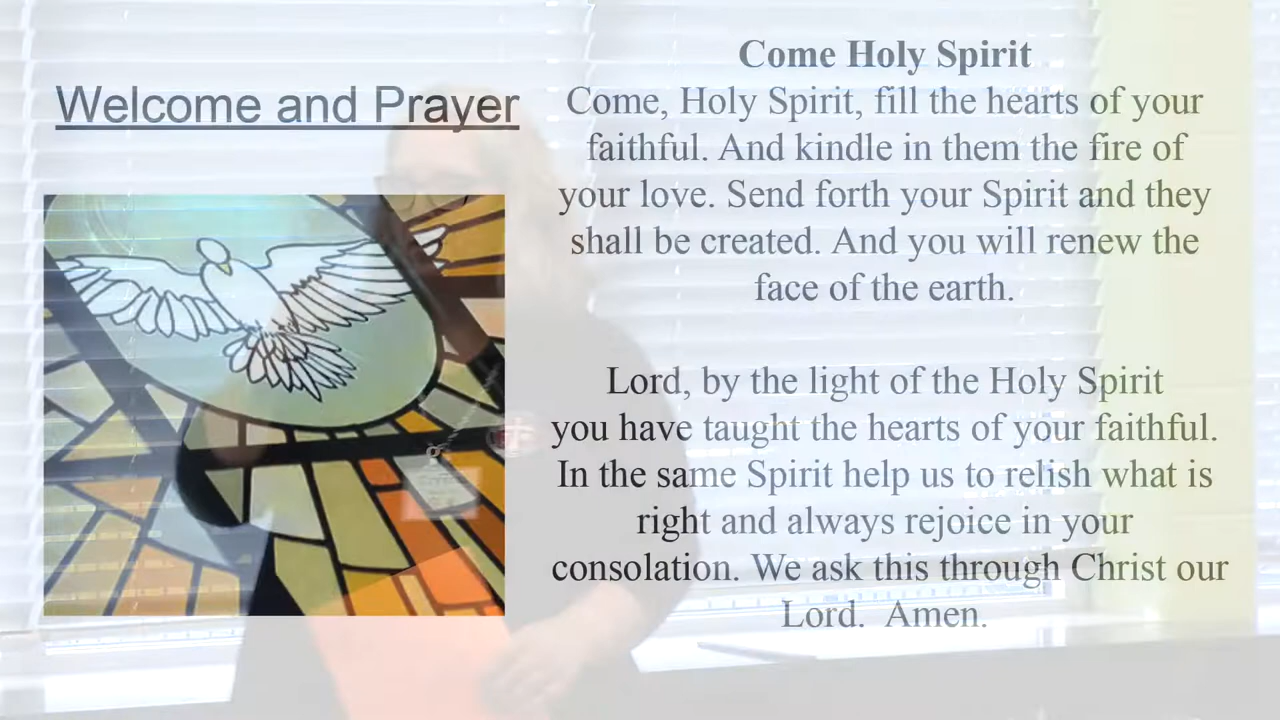 Welcome and Prayer
Come Holy Spirit
Come, Holy Spirit, fill the hearts of your
faithful. And kindle in them the fire of
your love. Send forth your Spirit and they
shall be created. And you will renew the
face of the earth.
Lord, by the light of the Holy Spirit
you have taught the hearts of your faithful.
In the same Spirit help us to relish what is
right and always rejoice in your
consolation. We ask this through Christ our
Lord.  Amen.